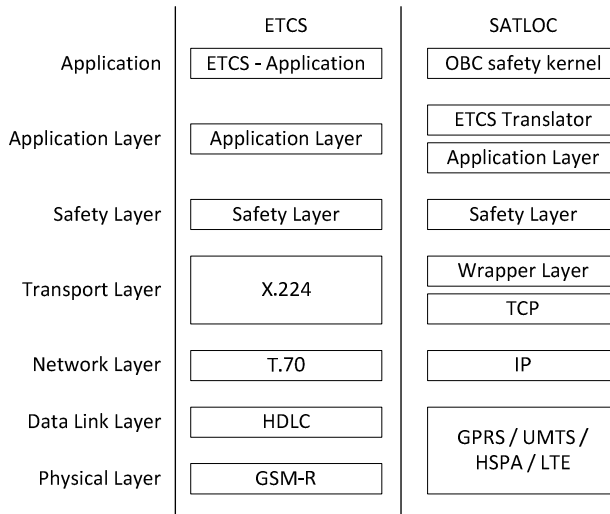 ETCS SATLOC
Application ETCS - Application OBC safety kernel
ETCS Translator
Application Layer Application Layer
Application Layer
Safety Layer Safety Layer Safety Layer
Wrapper Layer
Transport Layer X.224
TCP
Network Layer T.70 IP
Data Link Layer HDLC
GPRS / UMTS /
HSPA / LTE
Physical Layer GSM-R